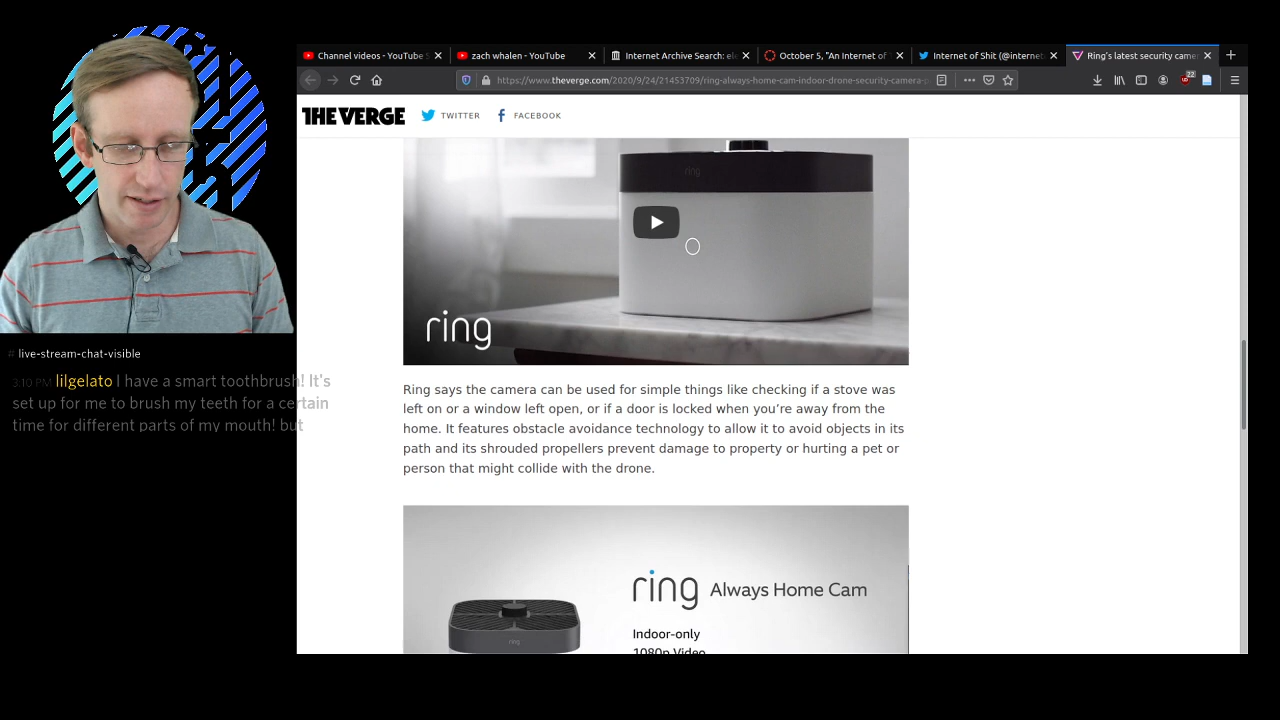 Channel videos - YouTube S
zach whalen - YouTube
Internet Archive Search: ele
October 5, "An Internet of
Internet of Shit (@internet
Ring's latest security came
https://www.theverge.com/2020/9/24/21453709/ring-always-home-cam-indoor-drone-security-camera-
22
THE VERGE
TWITTER
FACEBOOK
ring
ring
# live-stream-chat-visible
3:10 PM lilgelato I have a smart toothbrush! It's
set up for me to brush my teeth for a certain
time for different parts of my mouth! but
Ring says the camera can be used for simple things like checking if a stove was
left on or a window left open, or if a door is locked when you're away from the
home. It features obstacle avoidance technology to allow it to avoid objects in its
path and its shrouded propellers prevent damage to property or hurting a pet or
person that might collide with the drone.
ring Always Home Cam
Indoor-only
1080p Video
ring